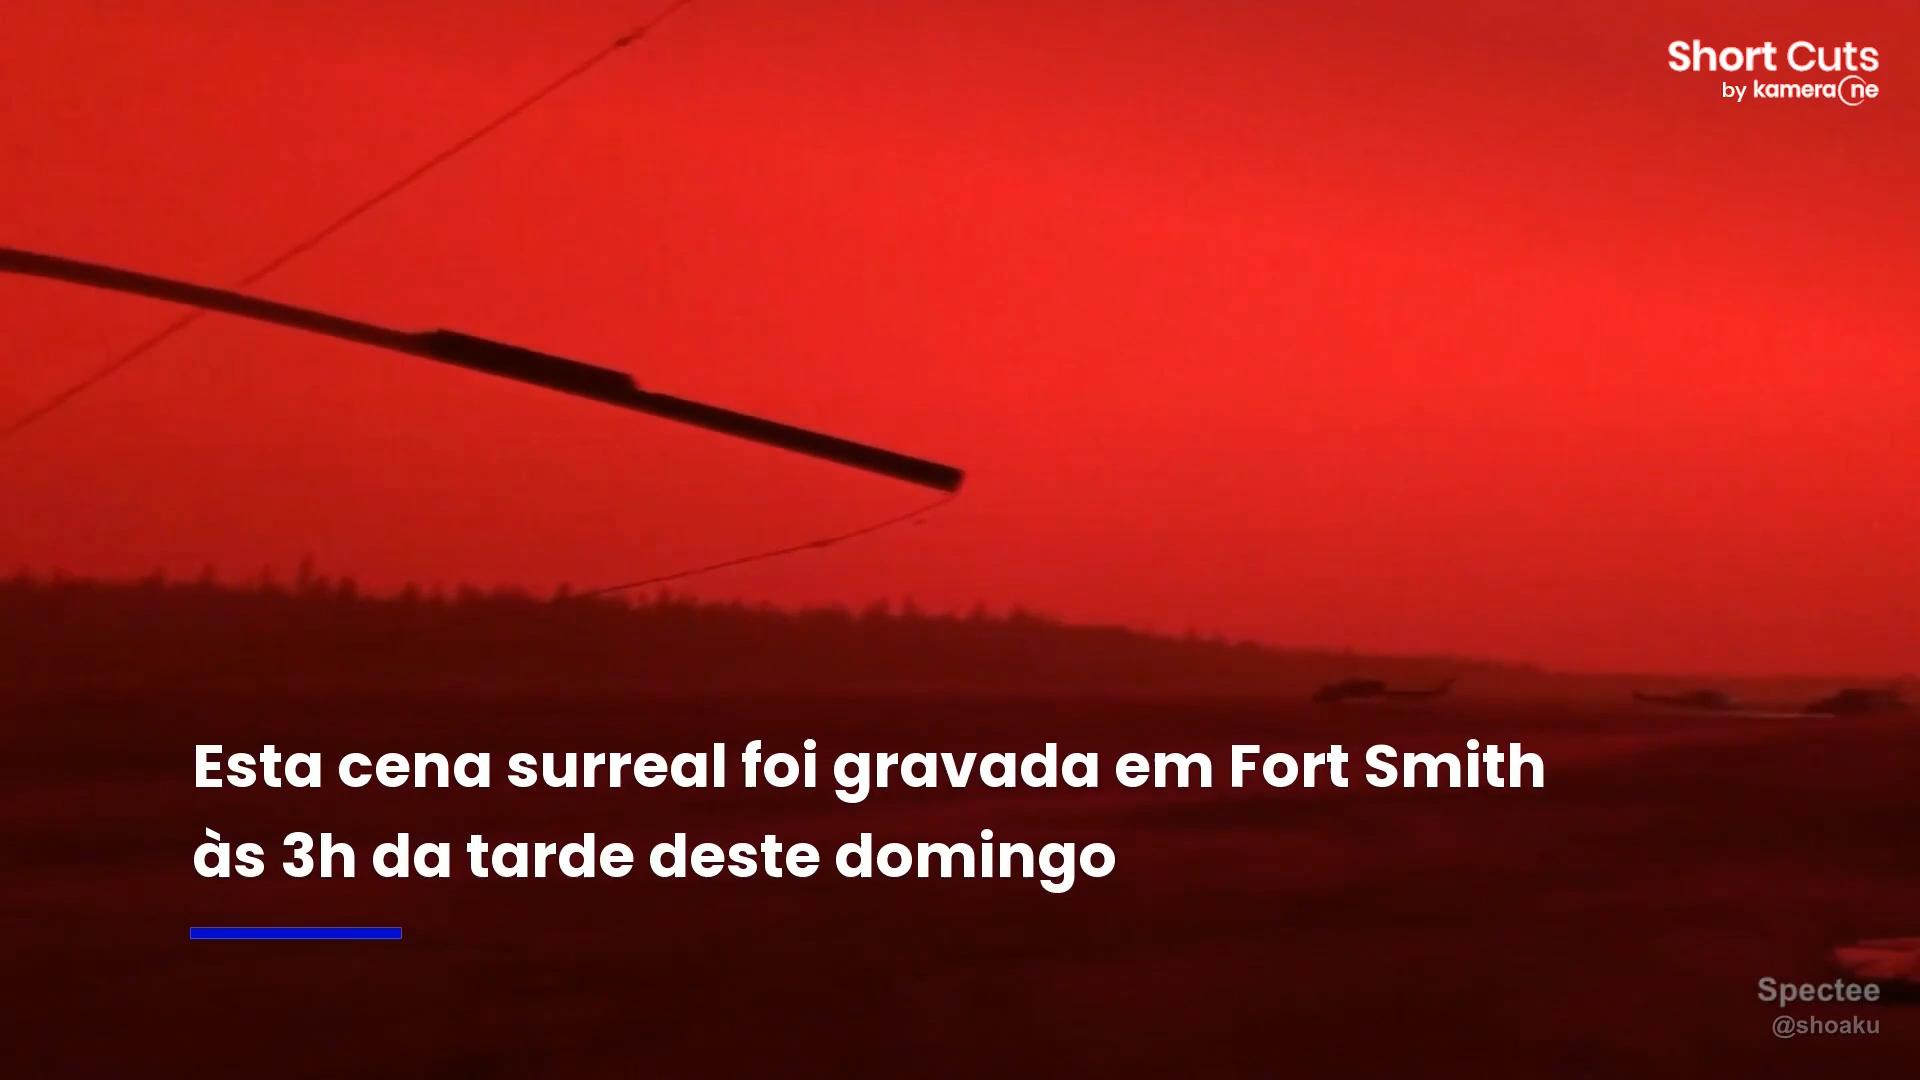 Short Cuts
by kameraOne
Esta cena surreal foi gravada em Fort Smith
às 3h da tarde deste domingo
Spectee
@shoaku